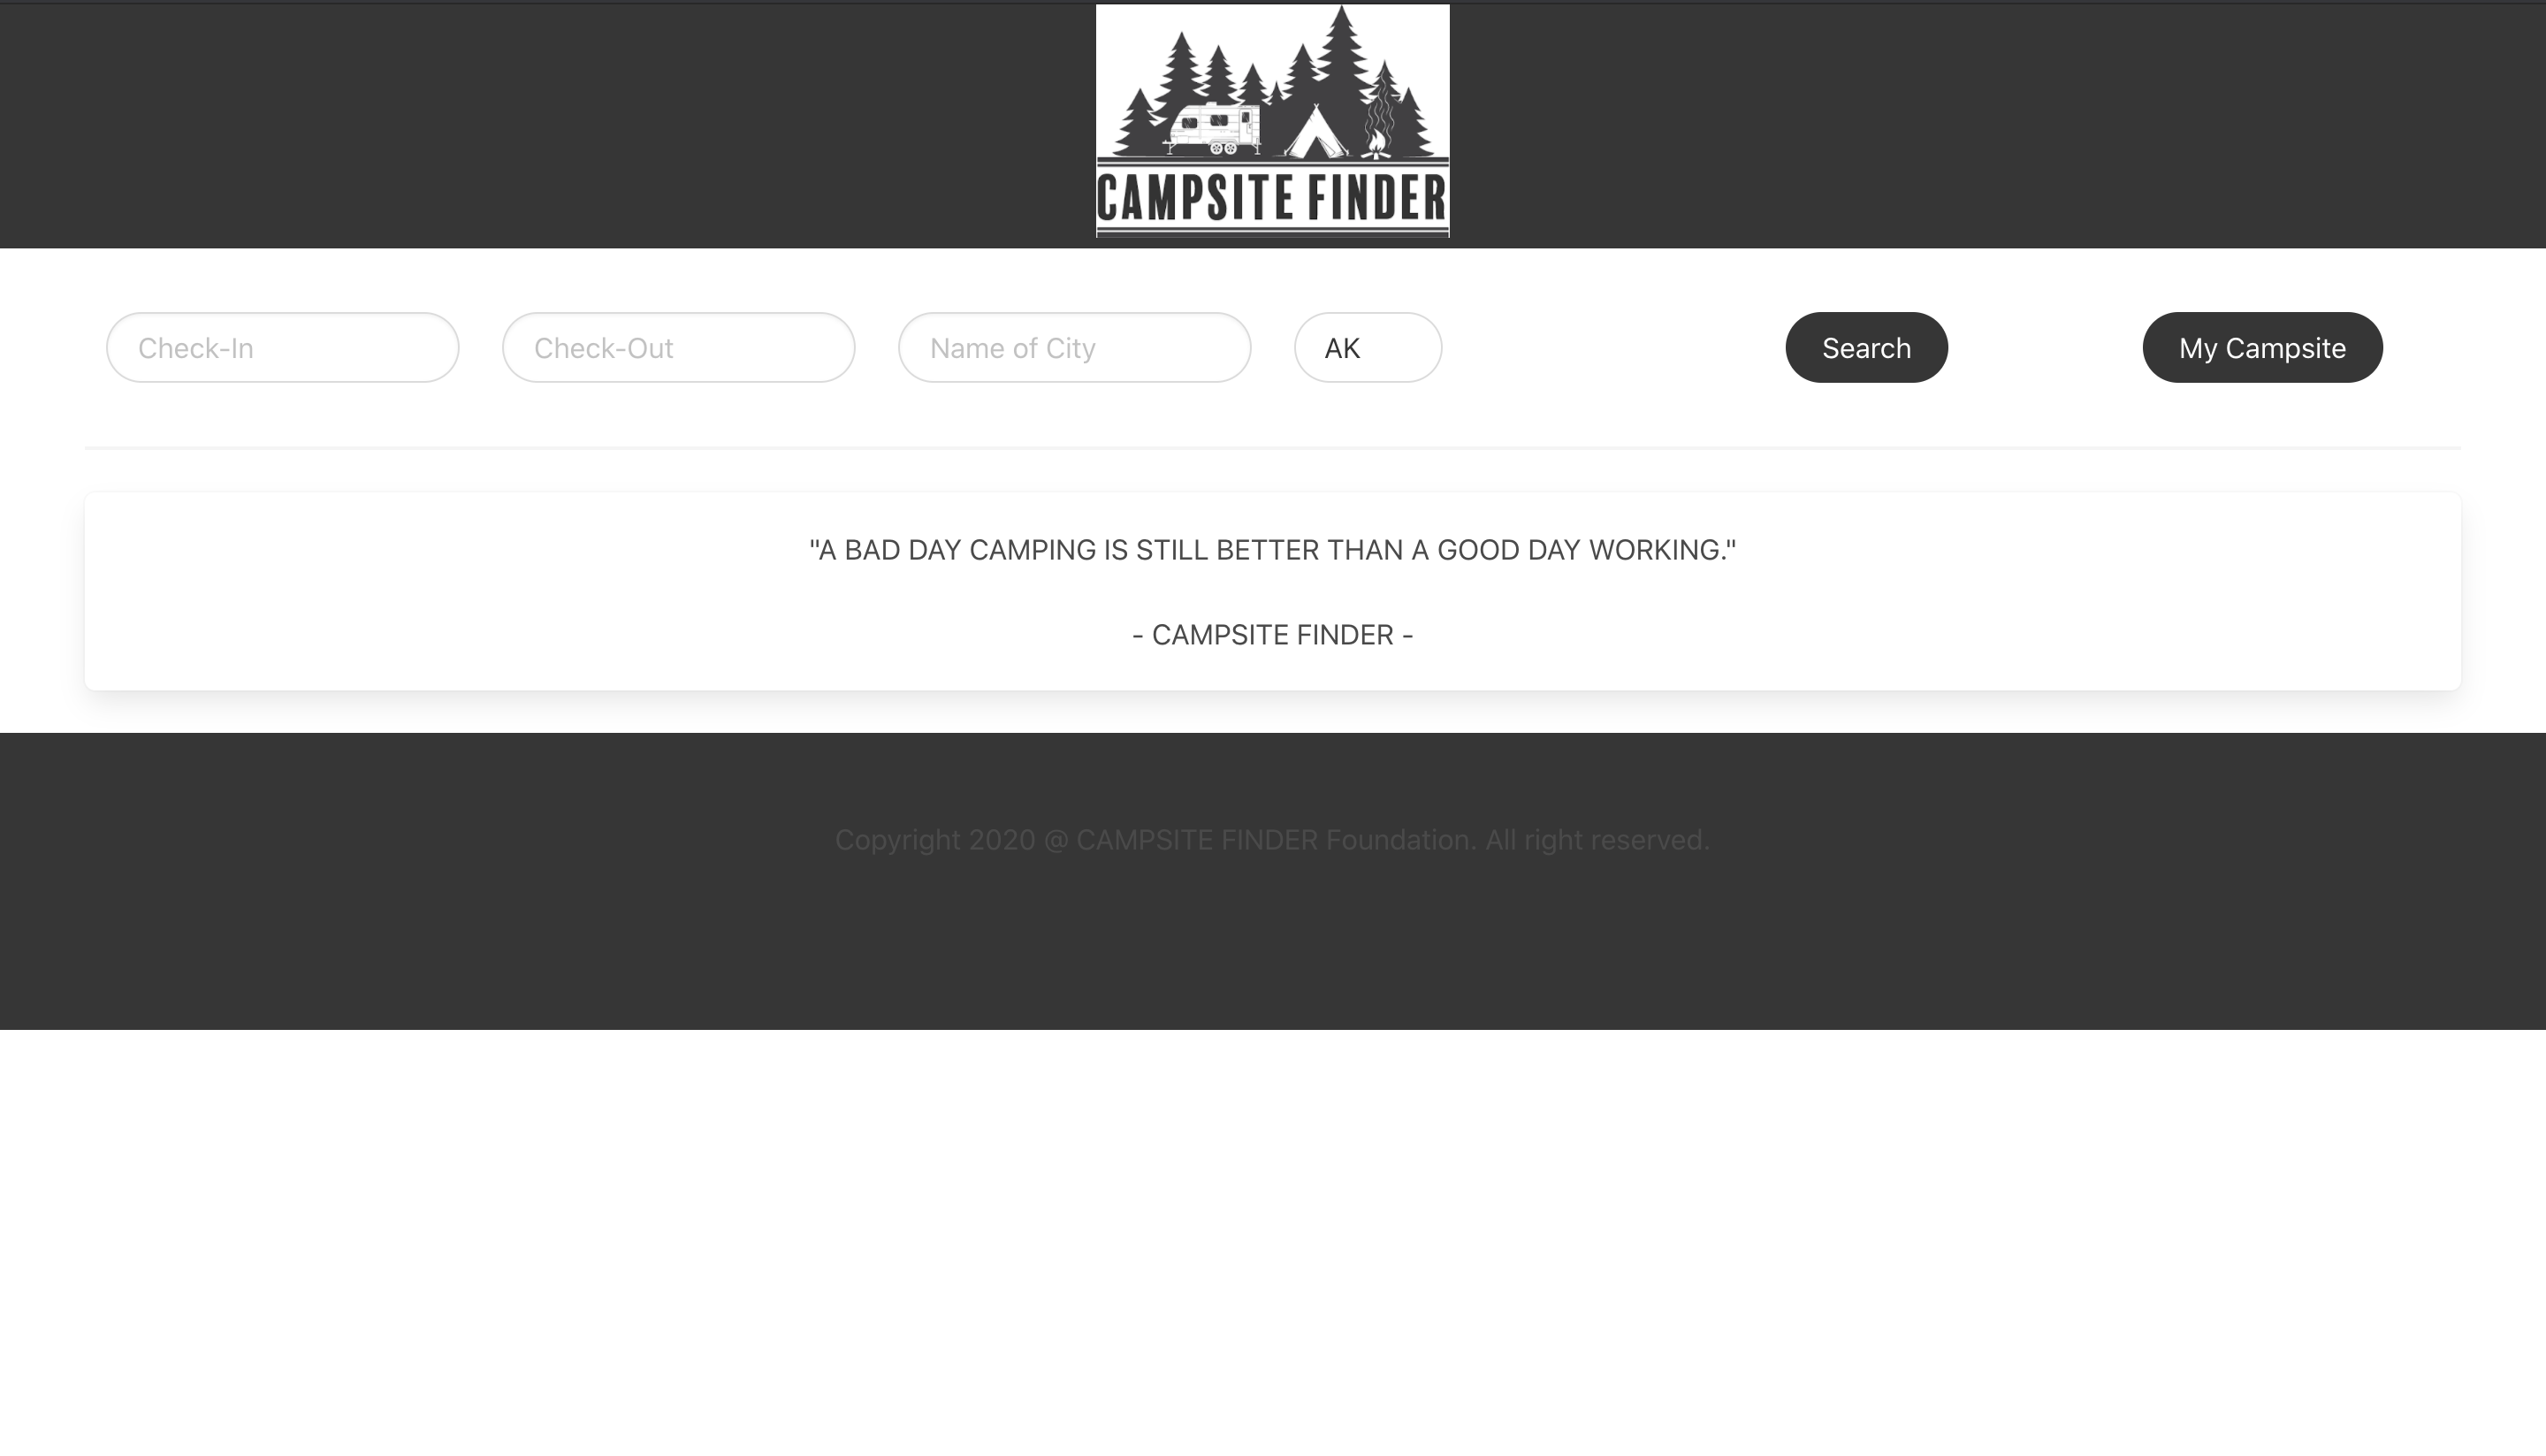 CAMPSITE FINDER
Check-In
Check-Out
Name of City
AK
Search
My Campsite
"A BAD DAY CAMPING IS STILL BETTER THAN A GOOD DAY WORKING."
- CAMPSITE FINDER -
Copyright 2020 @ CAMPSITE FINDER Foundation. All right reserved.